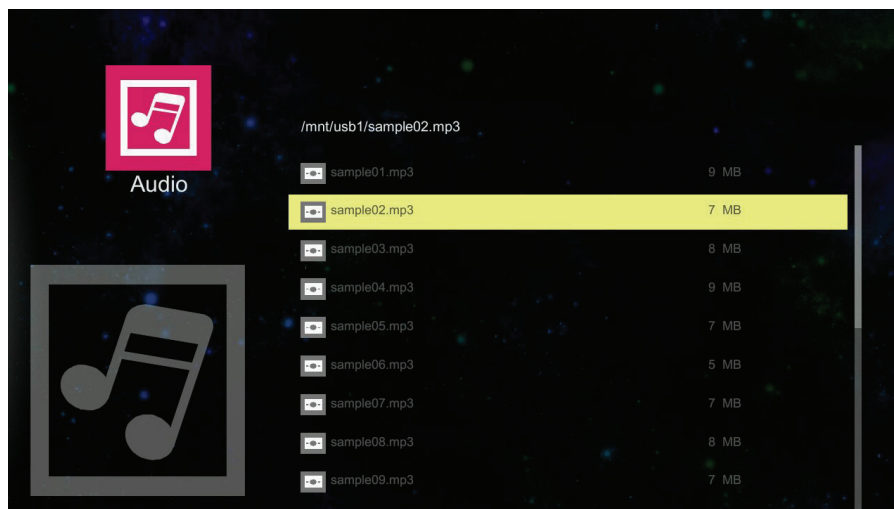 Audio
/mnt/usb1/sample02.mp3
sample01.mp3 9 MB
sample02.mp3 7 MB
sample03.mp3 8 MB
sample04.mp3 9 MB
sample05.mp3 7 MB
sample06.mp3 5 MB
sample07.mp3 7 MB
sample08.mp3 8 MB
sample09.mp3 7 MB